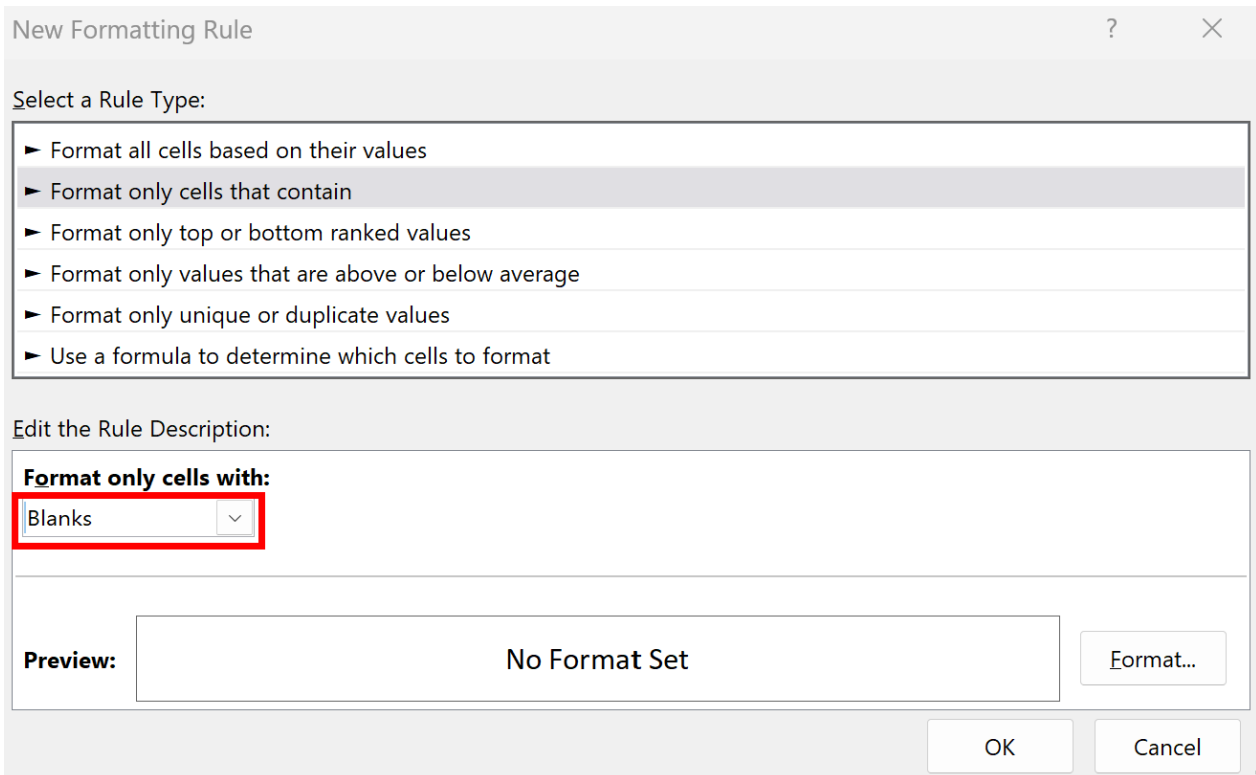 New Formatting Rule ?
Select a Rule Type:
► Format all cells based on their values
► Format only cells that contain
► Format only top or bottom ranked values
► Format only values that are above or below average
► Format only unique or duplicate values
► Use a formula to determine which cells to format
Edit the Rule Description:
Format only cells with:
Blanks
Preview: No Format Set Format...
OK Cancel